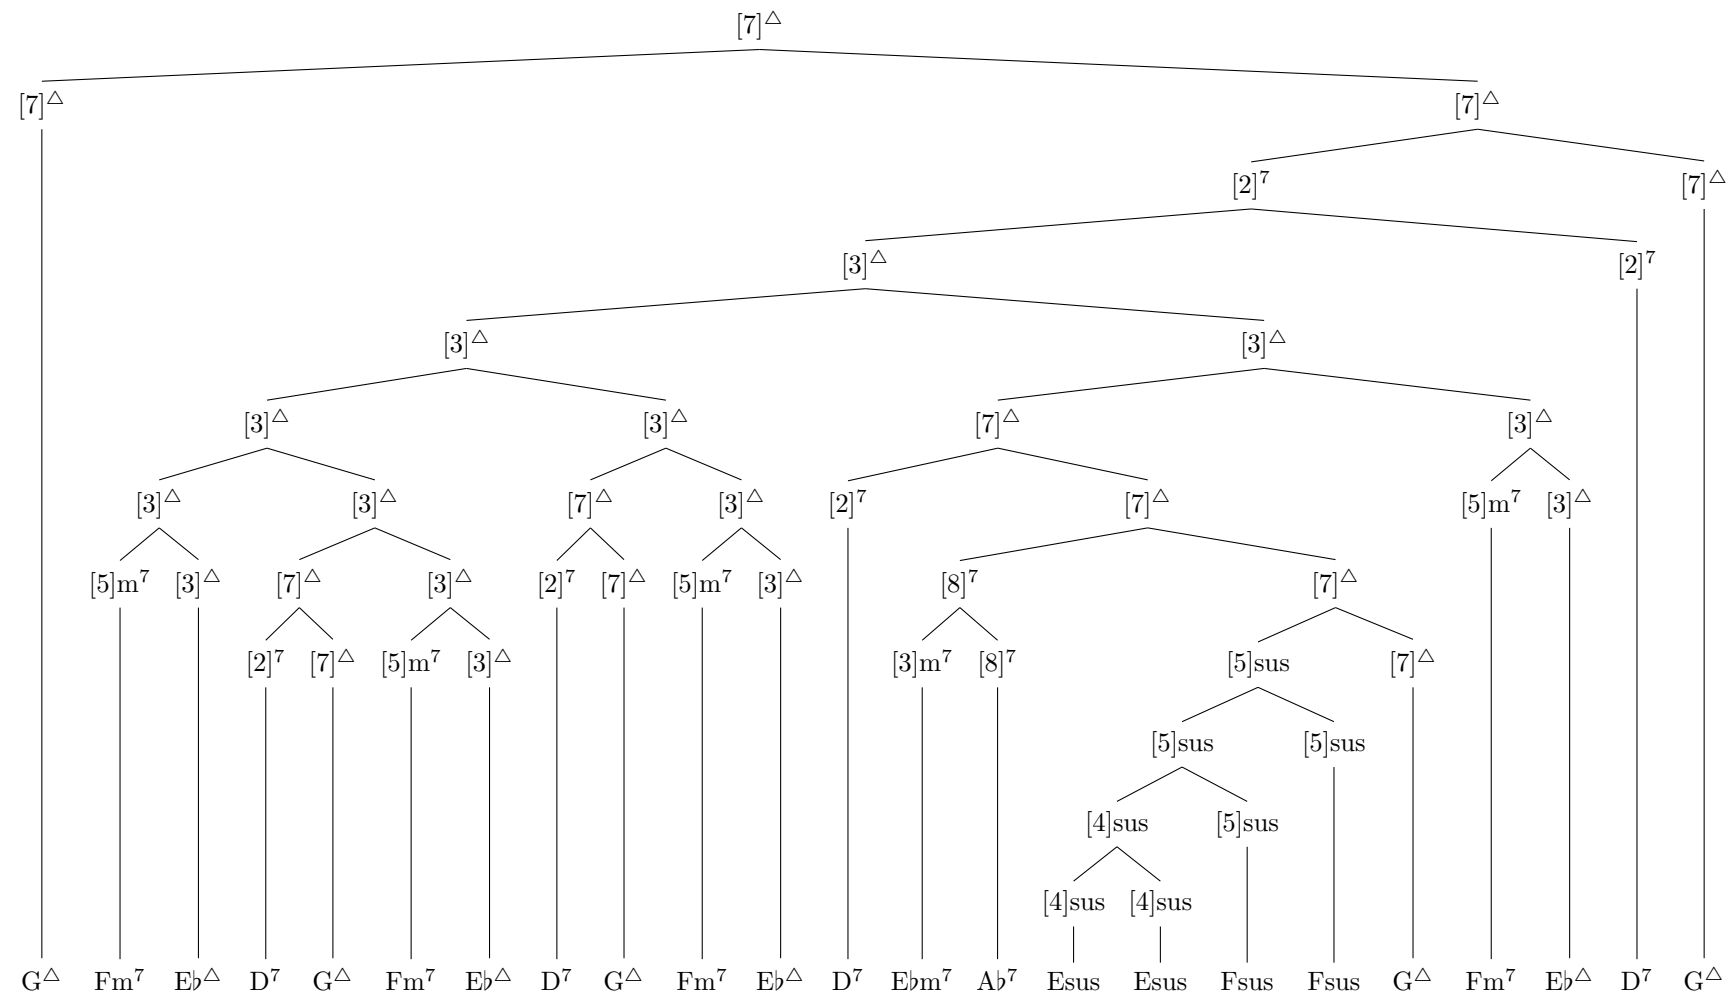 [7]△
[7]△ [7]△
[2]⁷ [7]△
[3]△ [2]⁷
[3]△ [3]△
[3]△ [3]△ [7]△ [3]△
[3]△ [3]△ [7]△ [3]△ [2]⁷ [7]△ [5]m⁷ [3]△
[5]m⁷ [3]△ [7]△ [3]△ [2]⁷ [7]△ [5]m⁷ [3]△ [8]⁷ [7]△
[2]⁷ [7]△ [5]m⁷ [3]△ [3]m⁷ [8]⁷ [5]sus [7]△
[5]sus [5]sus
[4]sus [5]sus
[4]sus [4]sus
G△ Fm⁷ E♭△ D⁷ G△ Fm⁷ E♭△ D⁷ G△ Fm⁷ E♭△ D⁷ E♭m⁷ A♭⁷ Esus Esus Fsus Fsus G△ Fm⁷ E♭△ D⁷ G△